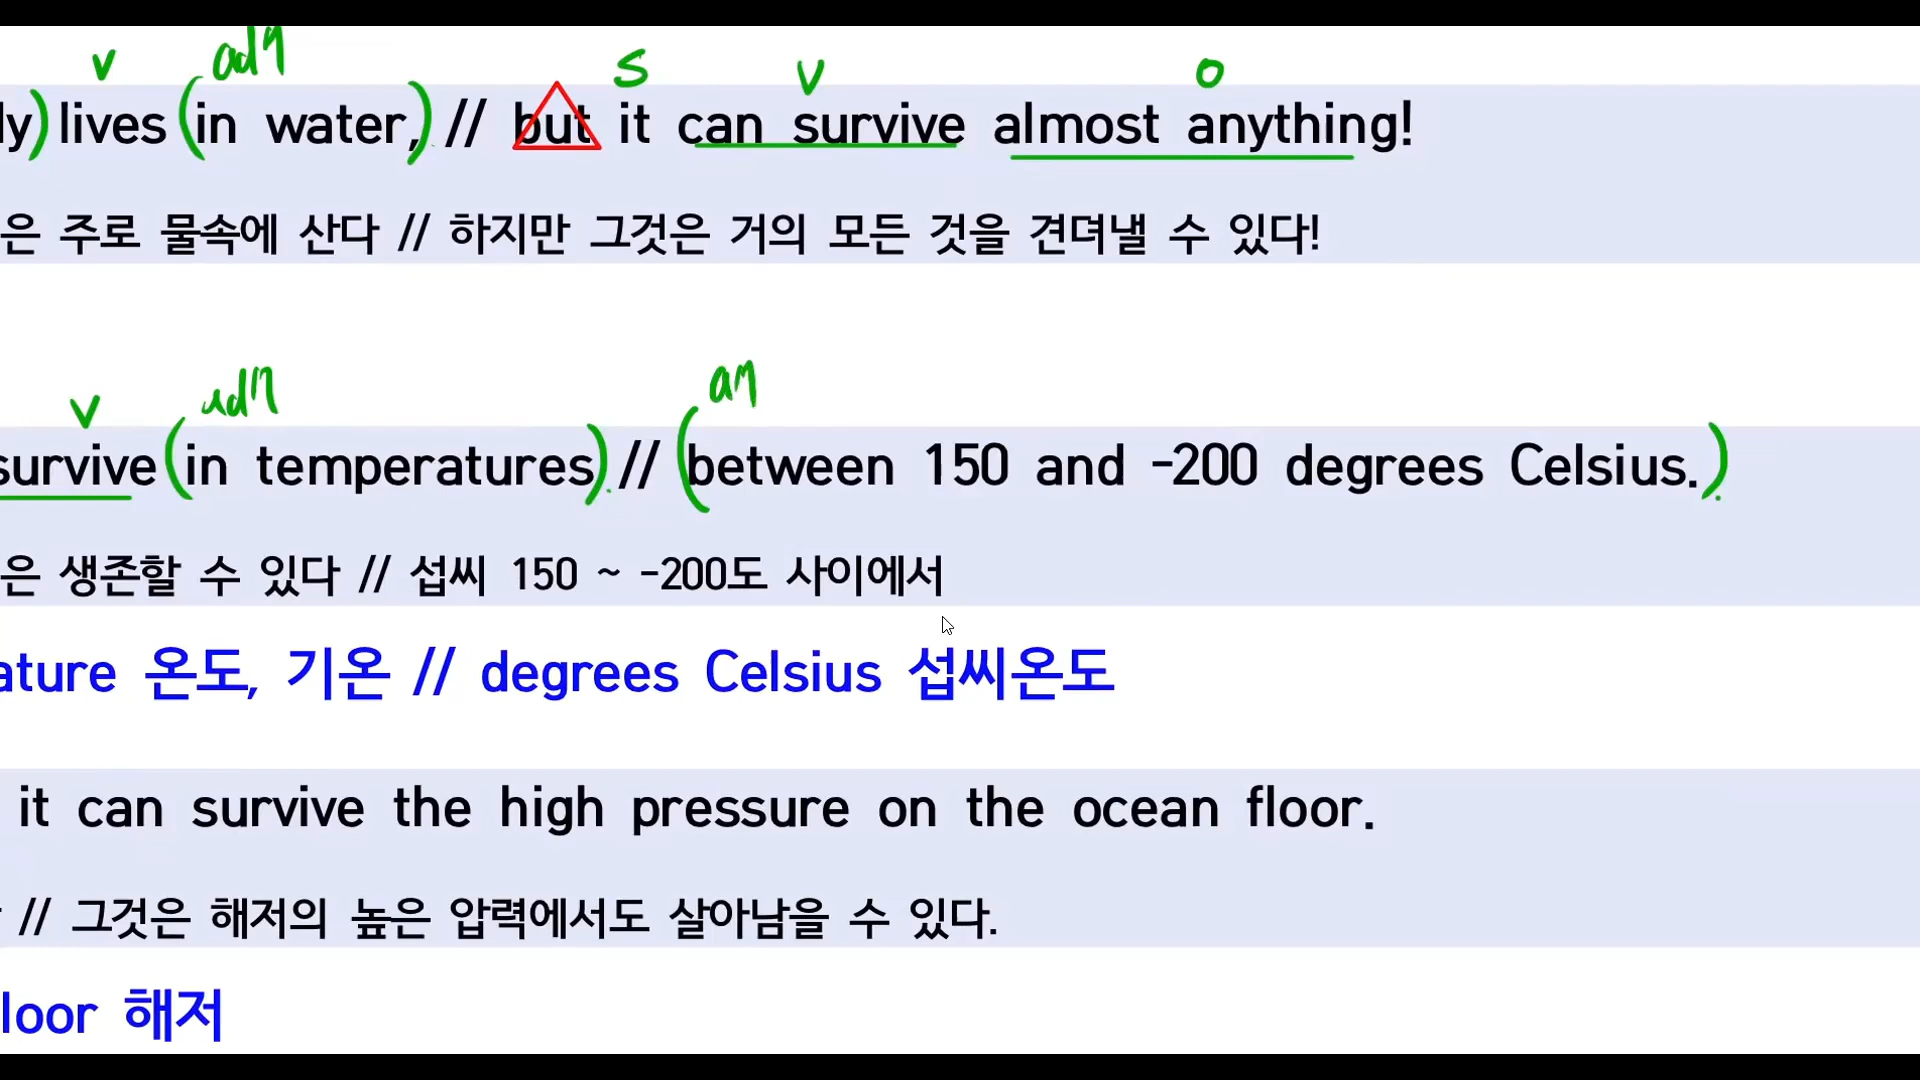 v adη s v o
ly) lives (in water,) // but it can survive almost anything!
은 주로 물속에 산다 // 하지만 그것은 거의 모든 것을 견뎌낼 수 있다!
v adη aη
survive (in temperatures) // (between 150 and -200 degrees Celsius.)
은 생존할 수 있다 // 섭씨 150 ~ -200도 사이에서
ature 온도, 기온 // degrees Celsius 섭씨온도
it can survive the high pressure on the ocean floor.
// 그것은 해저의 높은 압력에서도 살아남을 수 있다.
loor 해저